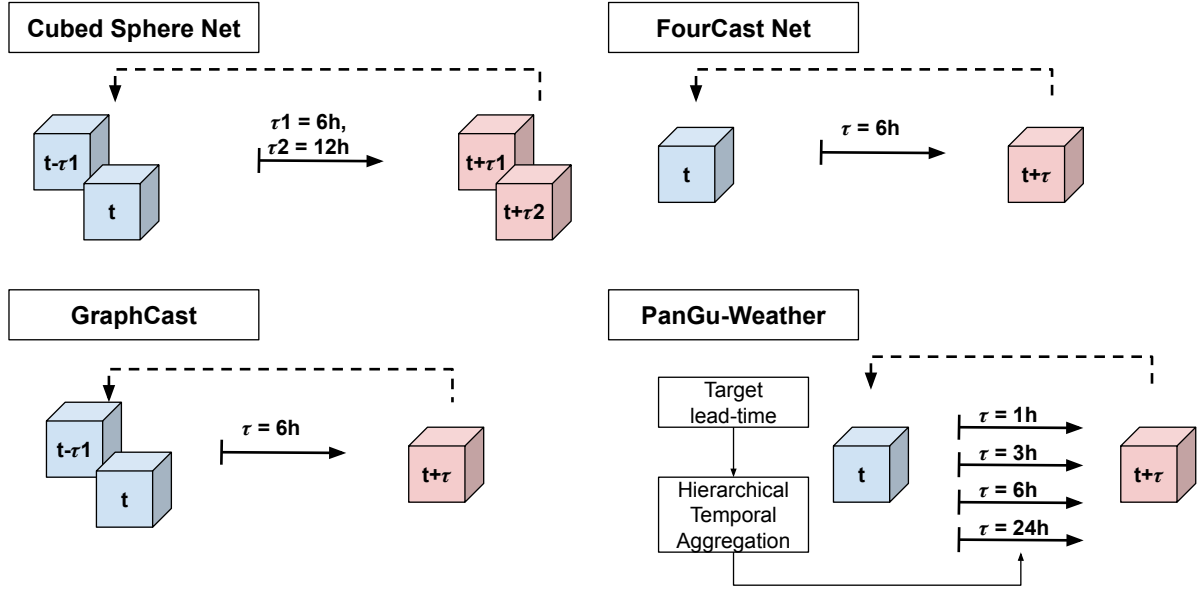 Cubed Sphere Net
t-τ1
t
τ1 = 6h,
τ2 = 12h
t+τ1
t+τ2
FourCast Net
t
τ = 6h
t+τ
GraphCast
t-τ1
t
τ = 6h
t+τ
PanGu-Weather
Target
lead-time
Hierarchical
Temporal
Aggregation
t
τ = 1h
τ = 3h
τ = 6h
τ = 24h
t+τ